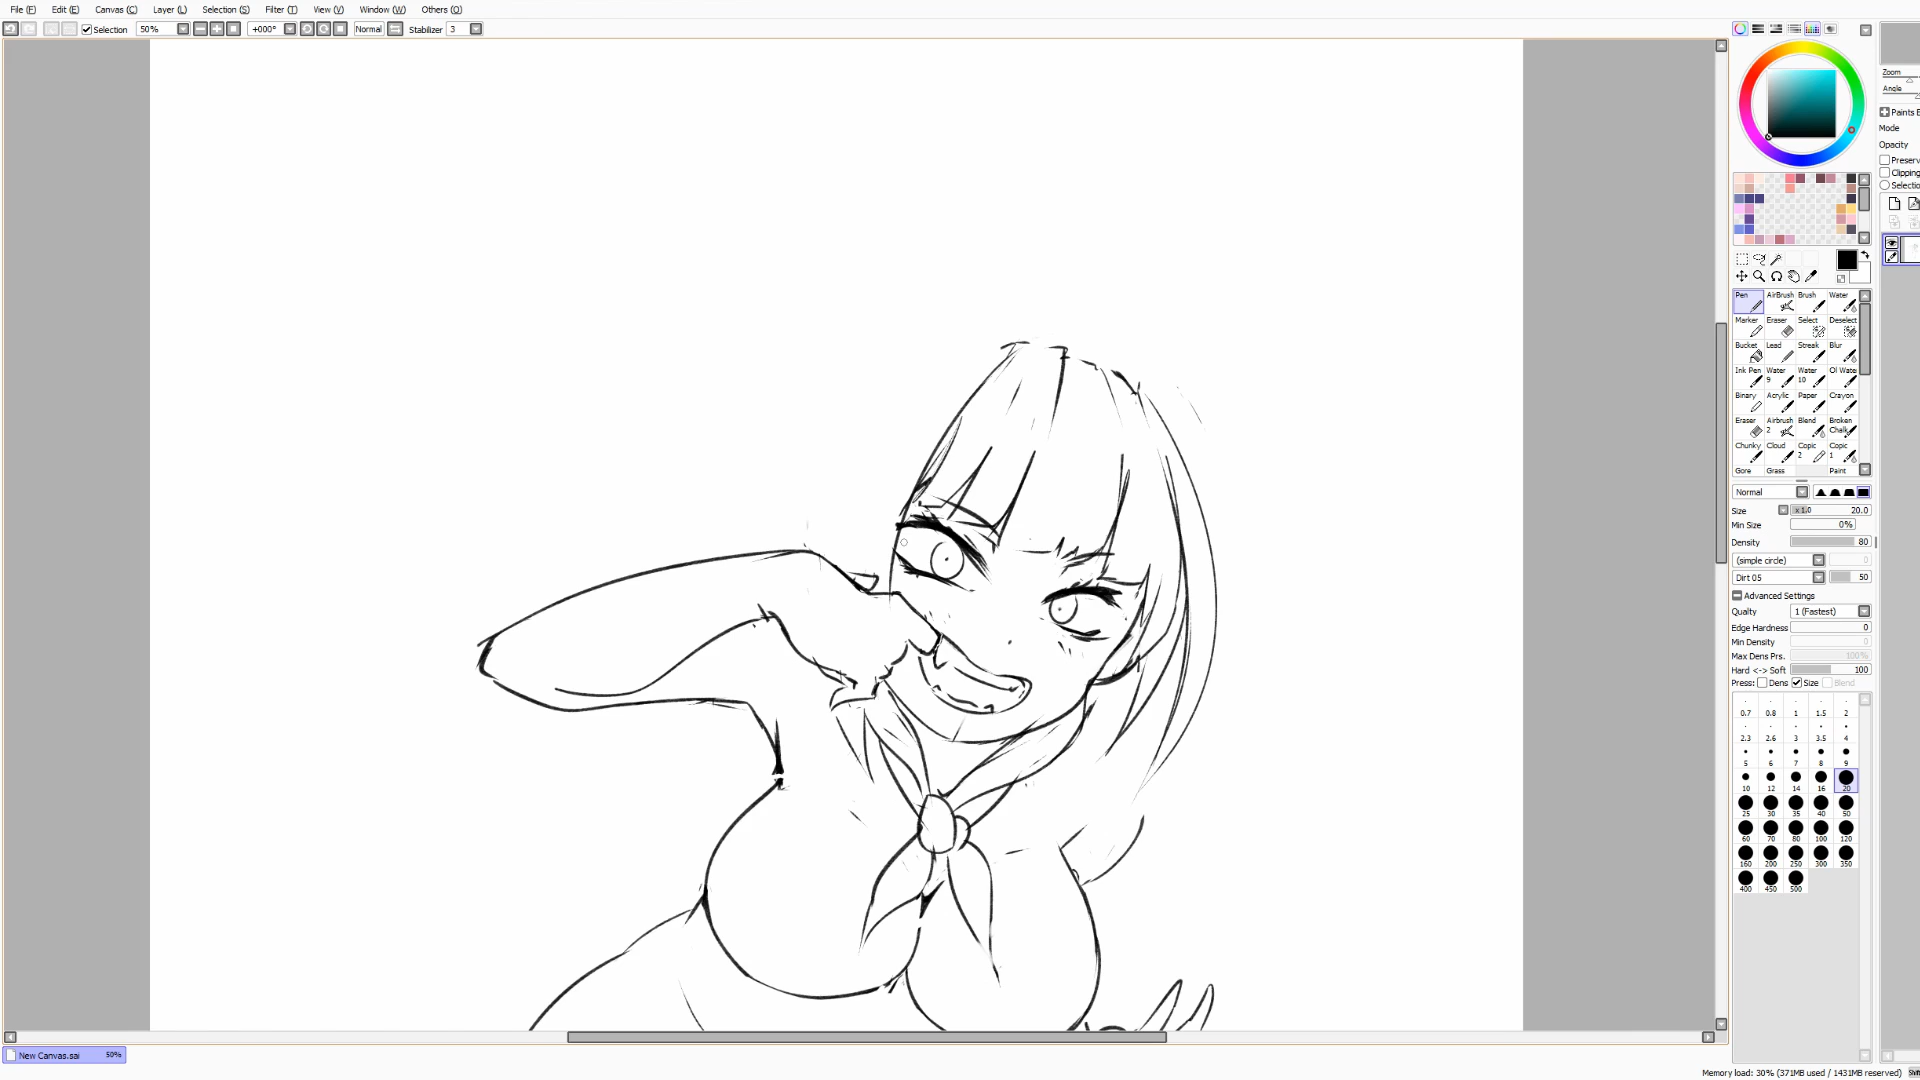 File (F) Edit (E) Canvas (C) Layer (L) Selection (S) Filter (T) View (V) Window (W) Others (O)
Selection 50% +000° Normal Stabilizer 3
Zoom
Angle
Paints E
Mode
Opacity
Preserv
Clipping
Selectio
Pen AirBrush Brush Water
Marker Eraser Select Deselect
Bucket Lead Streak Blur
Ink Pen Water 9 Water 10 Ol Wate
Binary Acrylic Paper Crayon
Eraser Airbrush 2 Blend Broken Chalk
Chunky Cloud Copic 2 Copic 1
Gore Grass Paint
Normal
Size x1.0 20.0
Min Size 0%
Density 80
(simple circle)
Dirt 05 50
Advanced Settings
Quality 1 (Fastest)
Edge Hardness 0
Min Density 0
Max Dens Prs. 100%
Hard <-> Soft 100
Press: Dens Size Blend
0.7 0.8 1 1.5 2
2.3 2.6 3 3.5 4
5 6 7 8 9
10 12 14 16 20
25 30 35 40 50
60 70 80 100 120
160 200 250 300 350
400 450 500
New Canvas.sai 50%
Memory load: 30% (371MB used / 1431MB reserved)